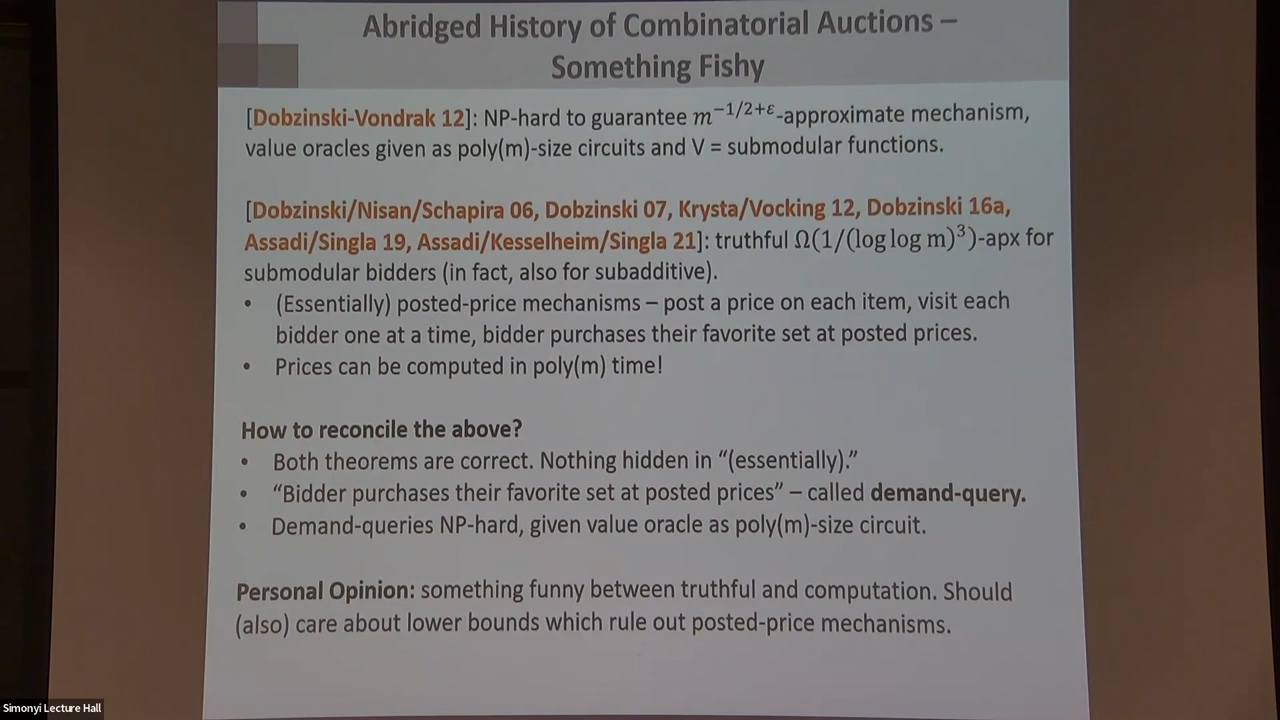 Abridged History of Combinatorial Auctions –
Something Fishy
[Dobzinski-Vondrak 12]: NP-hard to guarantee m^{−1/2+ε}-approximate mechanism,
value oracles given as poly(m)-size circuits and V = submodular functions.
[Dobzinski/Nisan/Schapira 06, Dobzinski 07, Krysta/Vocking 12, Dobzinski 16a,
Assadi/Singla 19, Assadi/Kesselheim/Singla 21]: truthful Ω(1/(log log m)³)-apx for
submodular bidders (in fact, also for subadditive).
• (Essentially) posted-price mechanisms – post a price on each item, visit each
bidder one at a time, bidder purchases their favorite set at posted prices.
• Prices can be computed in poly(m) time!
How to reconcile the above?
• Both theorems are correct. Nothing hidden in “(essentially).”
• “Bidder purchases their favorite set at posted prices” – called demand-query.
• Demand-queries NP-hard, given value oracle as poly(m)-size circuit.
Personal Opinion: something funny between truthful and computation. Should
(also) care about lower bounds which rule out posted-price mechanisms.
Simonyi Lecture Hall